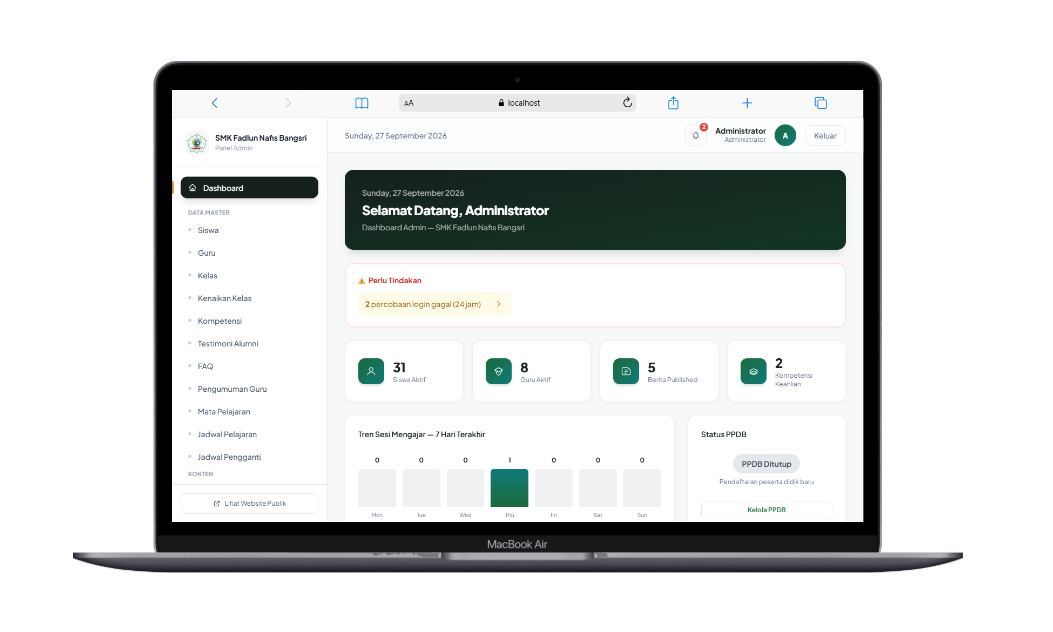 AA
localhost
SMK Fadlun Nafis Bangsri
Panel Admin
Dashboard
DATA MASTER
Siswa
Guru
Kelas
Kenaikan Kelas
Kompetensi
Testimoni Alumni
FAQ
Pengumuman Guru
Mata Pelajaran
Jadwal Pelajaran
Jadwal Pengganti
KONTEN
Lihat Website Publik
Sunday, 27 September 2026
2
Administrator
Administrator
A
Keluar
Sunday, 27 September 2026
Selamat Datang, Administrator
Dashboard Admin — SMK Fadlun Nafis Bangsri
Perlu Tindakan
2 percobaan login gagal (24 jam)
31
Siswa Aktif
8
Guru Aktif
5
Berita Published
2
Kompetensi
Keahlian
Tren Sesi Mengajar — 7 Hari Terakhir
0 0 0 1 0 0 0
Mon Tue Wed Thu Fri Sat Sun
Status PPDB
PPDB Ditutup
Pendaftaran peserta didik baru
Kelola PPDB
MacBook Air